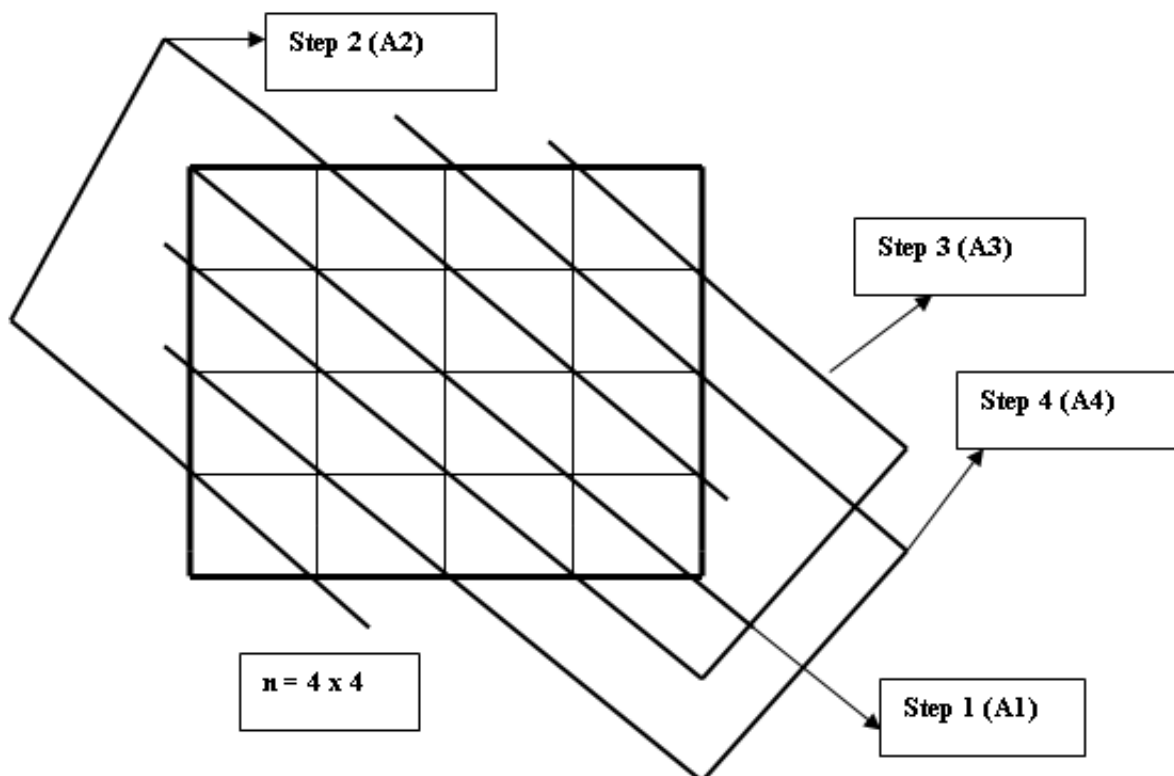 Step 2 (A2)
Step 3 (A3)
Step 4 (A4)
n = 4 x 4
Step 1 (A1)